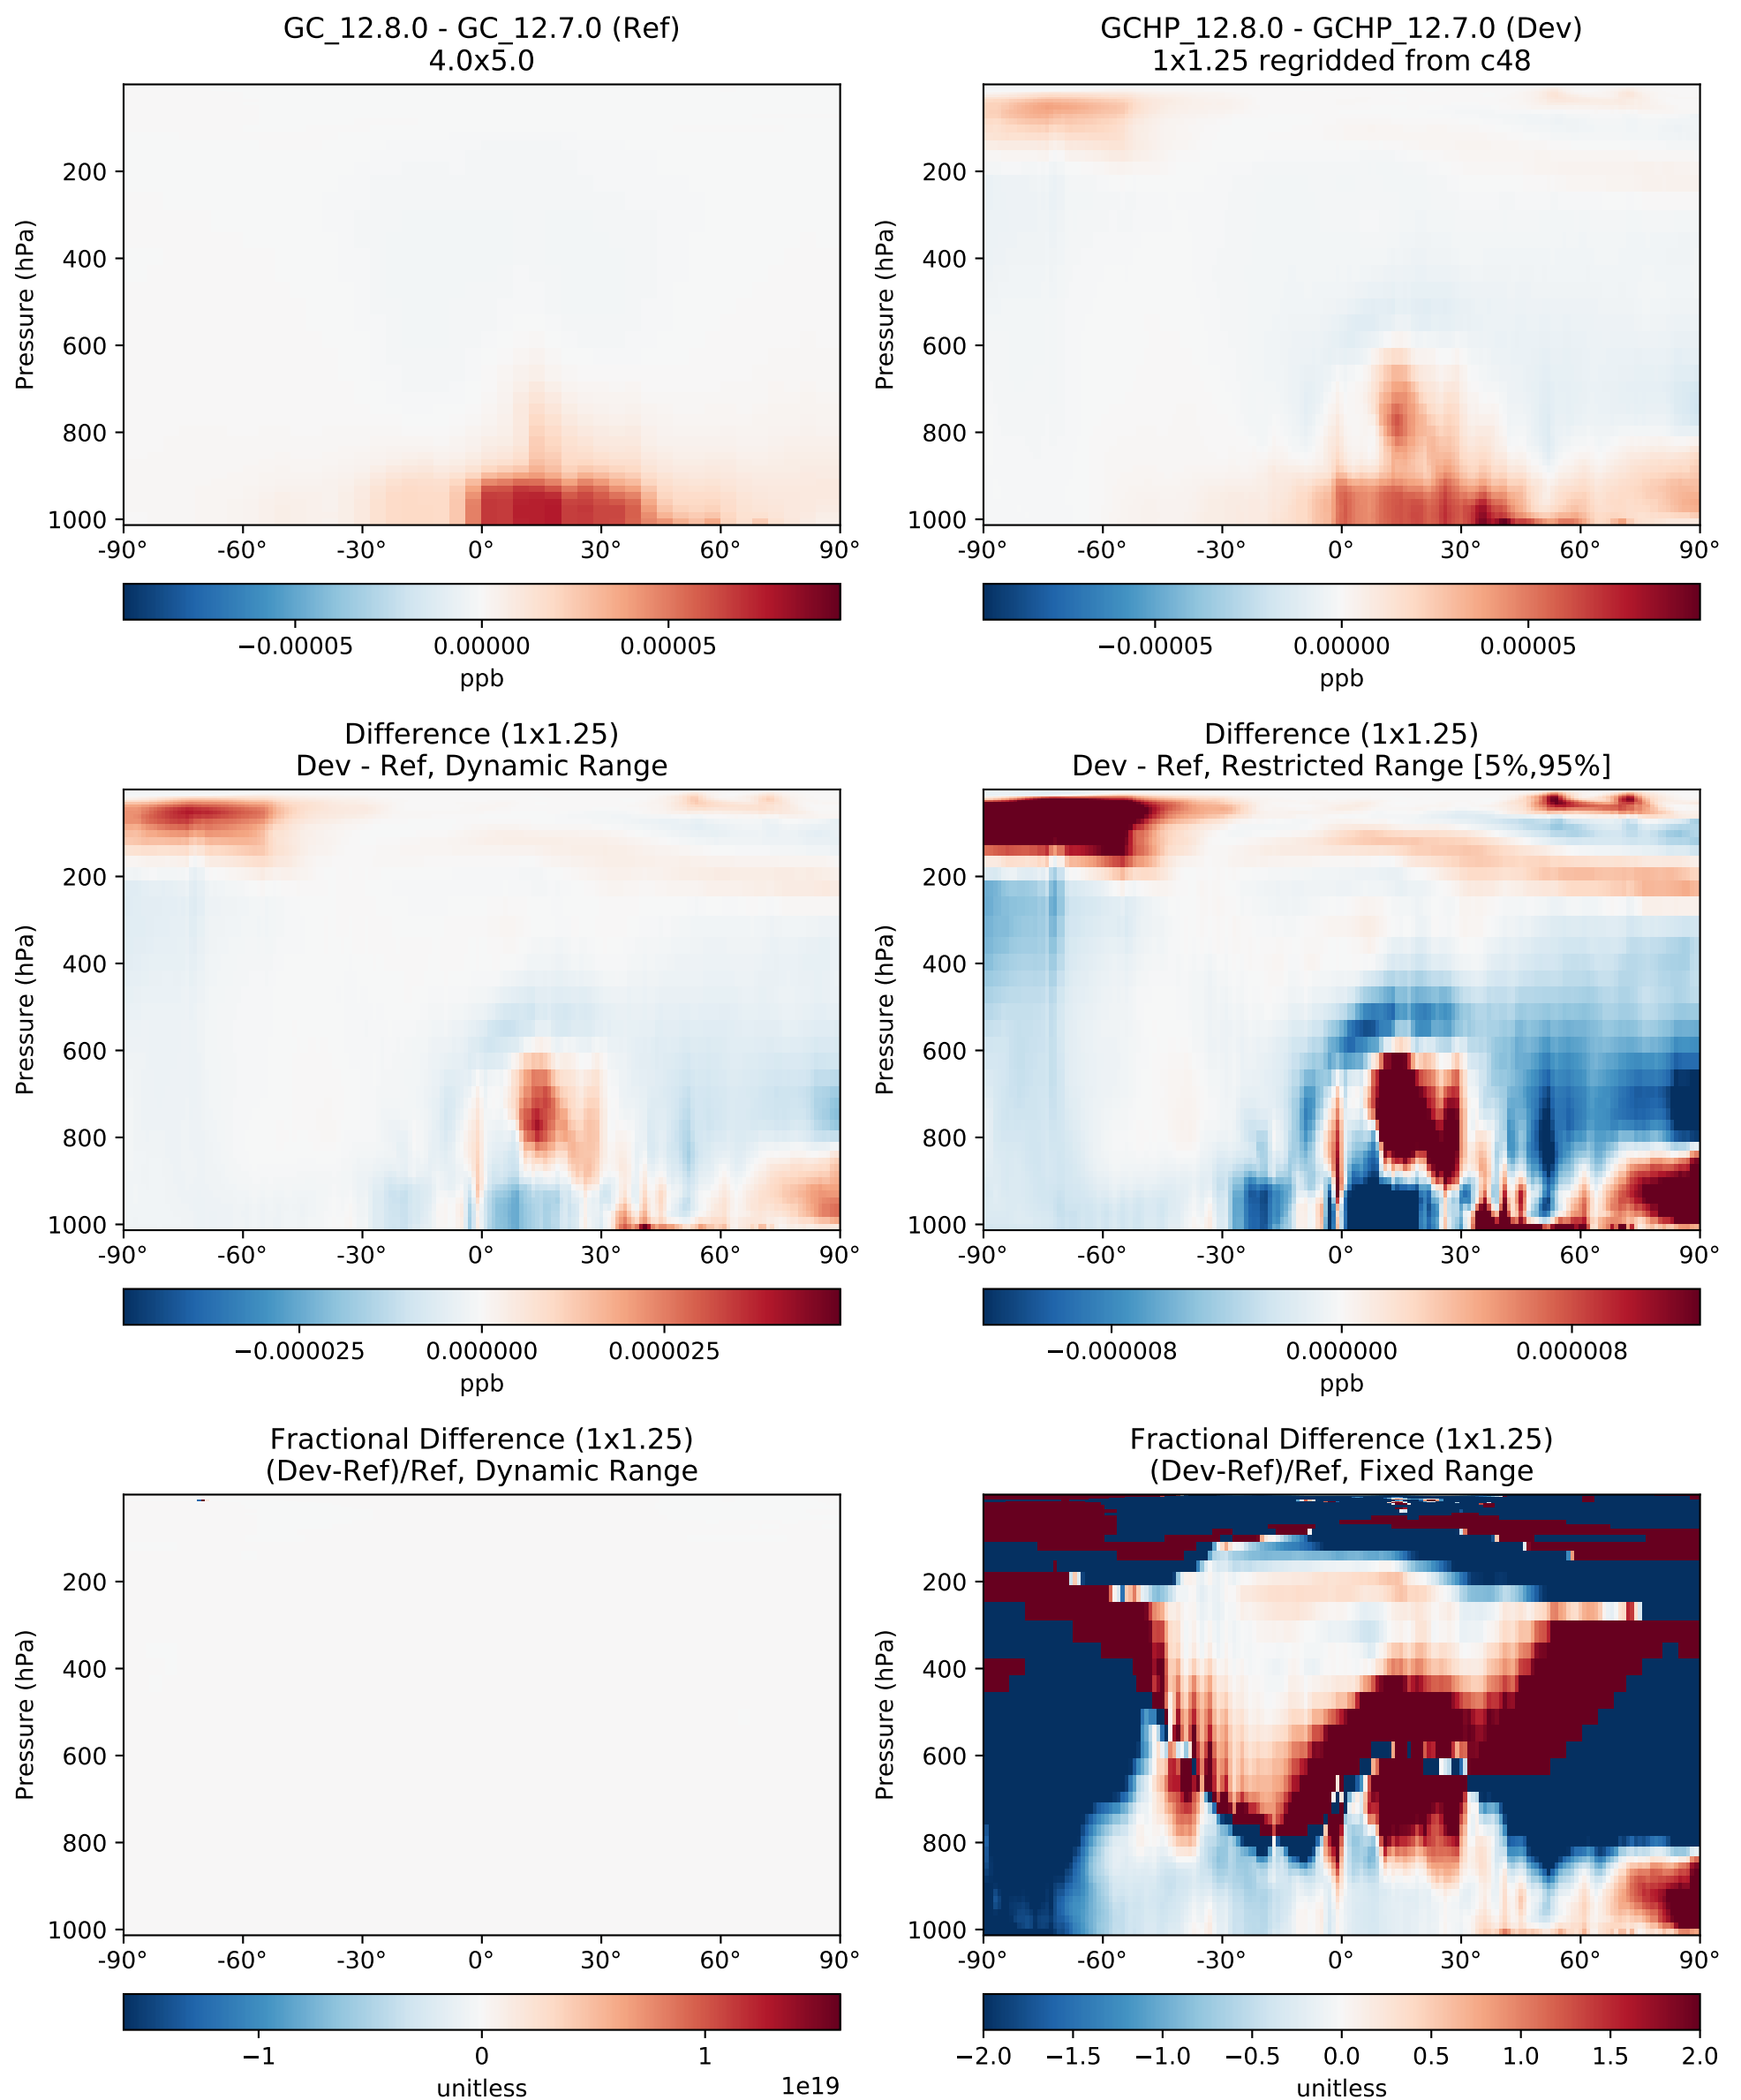 GC_12.8.0 - GC_12.7.0 (Ref)
4.0x5.0
Pressure (hPa)
200
400
600
800
1000
-90° -60° -30° 0° 30° 60° 90°
−0.00005 0.00000 0.00005
ppb
GCHP_12.8.0 - GCHP_12.7.0 (Dev)
1x1.25 regridded from c48
Pressure (hPa)
200
400
600
800
1000
-90° -60° -30° 0° 30° 60° 90°
−0.00005 0.00000 0.00005
ppb
Difference (1x1.25)
Dev - Ref, Dynamic Range
Pressure (hPa)
200
400
600
800
1000
-90° -60° -30° 0° 30° 60° 90°
−0.000025 0.000000 0.000025
ppb
Difference (1x1.25)
Dev - Ref, Restricted Range [5%,95%]
Pressure (hPa)
200
400
600
800
1000
-90° -60° -30° 0° 30° 60° 90°
−0.000008 0.000000 0.000008
ppb
Fractional Difference (1x1.25)
(Dev-Ref)/Ref, Dynamic Range
Pressure (hPa)
200
400
600
800
1000
-90° -60° -30° 0° 30° 60° 90°
−1 0 1
unitless 1e19
Fractional Difference (1x1.25)
(Dev-Ref)/Ref, Fixed Range
Pressure (hPa)
200
400
600
800
1000
-90° -60° -30° 0° 30° 60° 90°
−2.0 −1.5 −1.0 −0.5 0.0 0.5 1.0 1.5 2.0
unitless